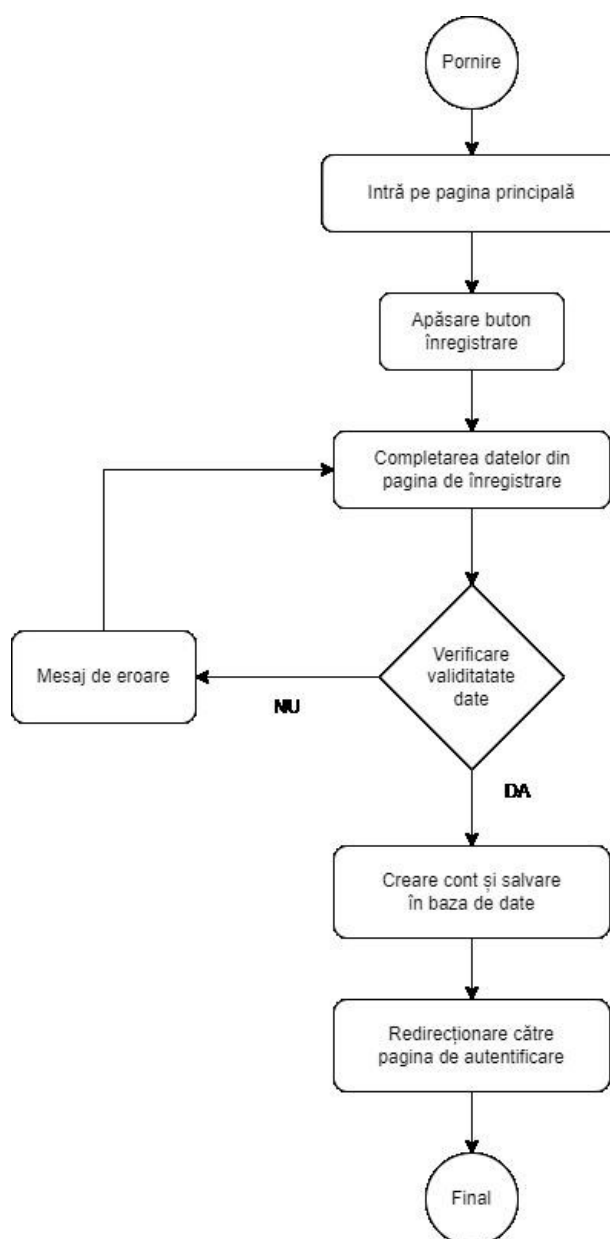 Pornire
Intră pe pagina principală
Apăsare buton
înregistrare
Completarea datelor din
pagina de înregistrare
Verificare
validitatate
date
Mesaj de eroare
NU
DA
Creare cont și salvare
în baza de date
Redirecționare către
pagina de autentificare
Final